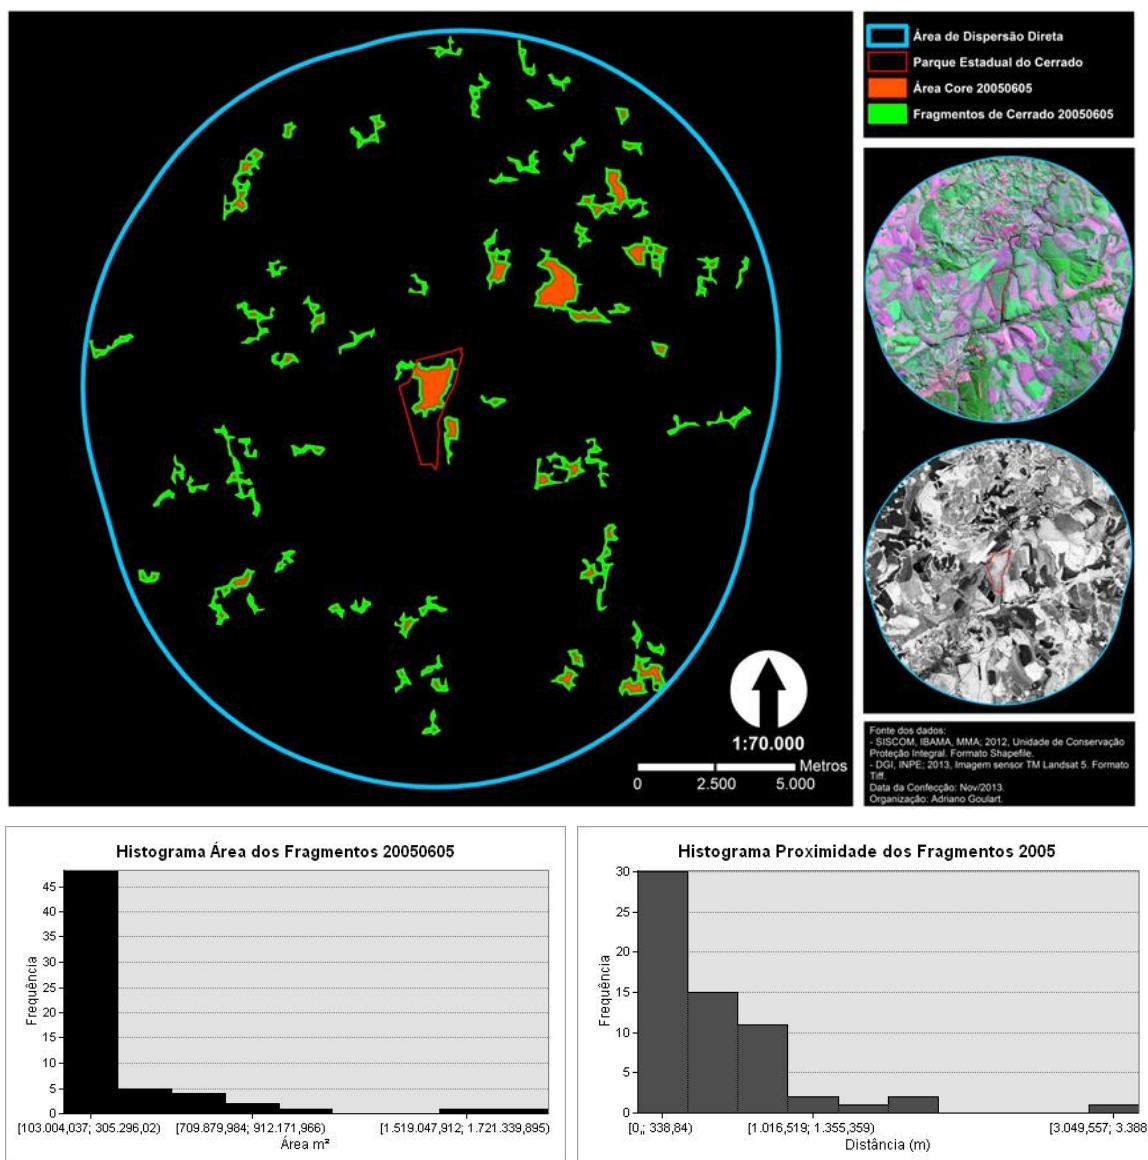 Área de Dispersão Direta
Parque Estadual do Cerrado
Área Core 20050605
Fragmentos de Cerrado 20050605
1:70.000
Metros
0 2.500 5.000
Fonte dos dados:
- SISCOM, IBAMA, MMA; 2012, Unidade de Conservação
Proteção Integral. Formato Shapefile.
- DGI, INPE; 2013, Imagem sensor TM Landsat 5. Formato
Tiff.
Data da Confecção: Nov/2013.
Organização: Adriano Goulart.
Histograma Área dos Fragmentos 20050605
Frequência
45
40
35
30
25
20
15
10
5
0
[103.004,037; 305.296,02) [709.879,984; 912.171,966) [1.519.047,912; 1.721.339,895)
Área m²
Histograma Proximidade dos Fragmentos 2005
Frequência
30
25
20
15
10
5
0
[0,; 338,84) [1.016,519; 1.355,359) [3.049,557; 3.388
Distância (m)